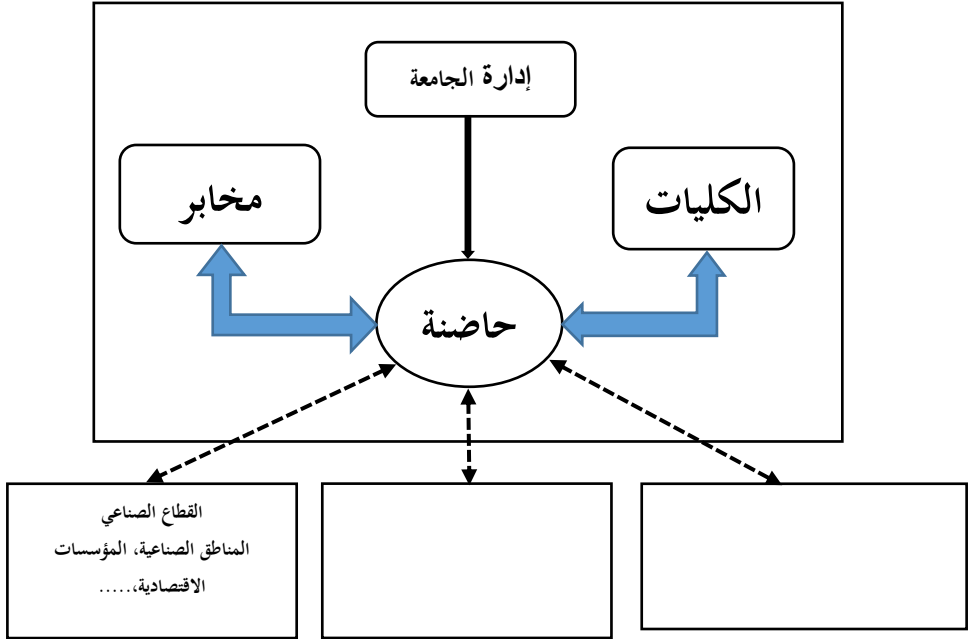 إدارة الجامعة
الكليات
مخابر
حاضنة
القطاع الصناعي
المناطق الصناعية، المؤسسات
الاقتصادية،.....